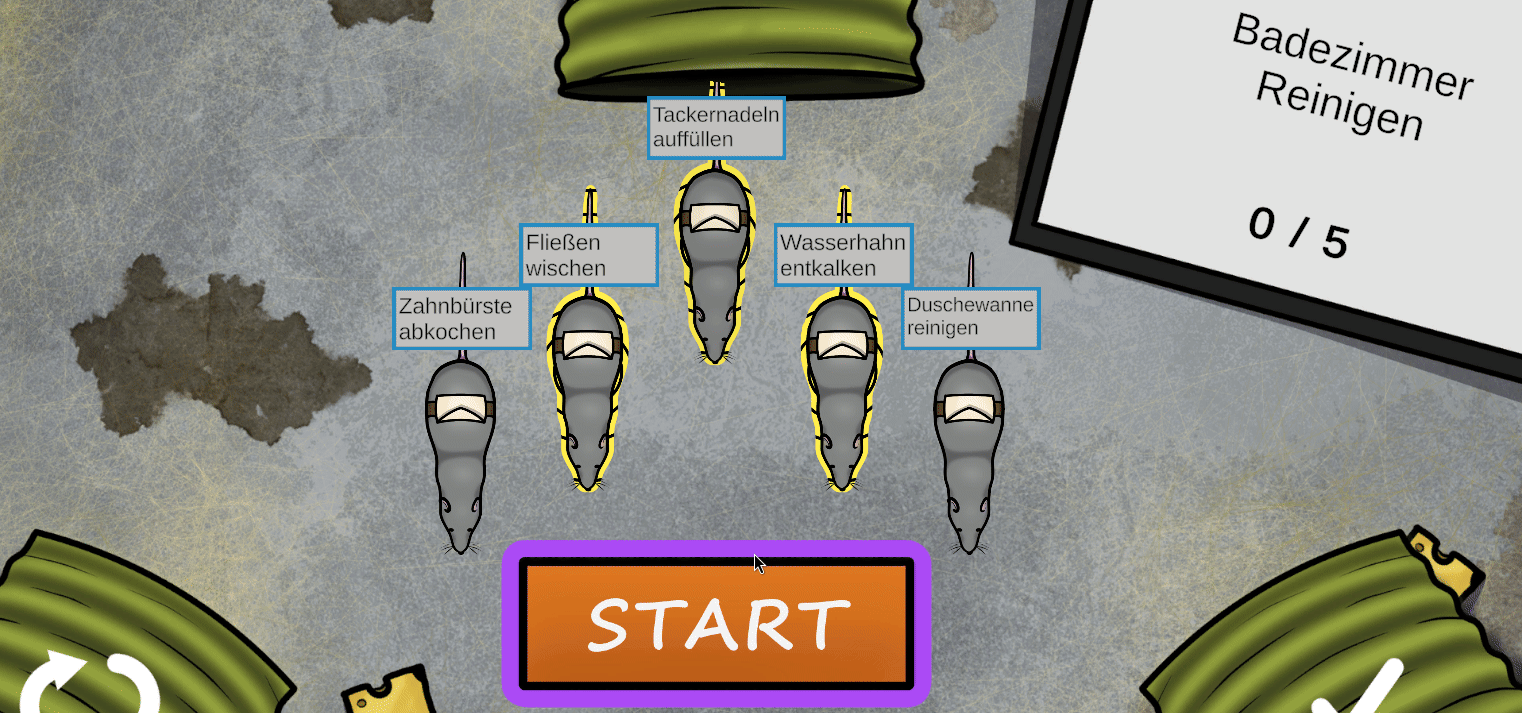 Badezimmer
Reinigen
0 / 5
Tackernadeln
auffüllen
Fließen
wischen
Wasserhahn
entkalken
Zahnbürste
abkochen
Duschewanne
reinigen
START